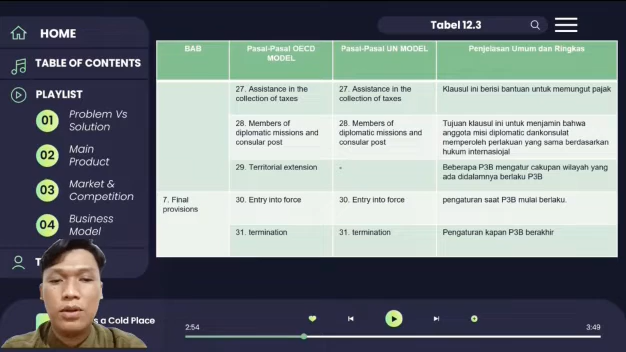 Tabel 12.3
HOME
TABLE OF CONTENTS
PLAYLIST
01 Problem Vs
Solution
02 Main
Product
03 Market &
Competition
04 Business
Model
T
s a Cold Place
BAB
Pasal-Pasal OECD
MODEL
Pasal-Pasal UN MODEL
Penjelasan Umum dan Ringkas
27. Assistance in the
collection of taxes
27. Assistance in the
collection of taxes
Klausul ini berisi bantuan untuk memungut pajak
28. Members of
diplomatic missions and
consular post
28. Members of
diplomatic missions and
consular post
Tujuan klausul ini untuk menjamin bahwa
anggota misi diplomatic dankonsulat
memperoleh perlakuan yang sama berdasarkan
hukum internasiojal
29. Territorial extension
-
Beberapa P3B mengatur cakupan wilayah yang
ada didalamnya berlaku P3B
7. Final
provisions
30. Entry into force
30. Entry into force
pengaturan saat P3B mulai berlaku.
31. termination
31. termination
Pengaturan kapan P3B berakhir
2:54
3:49